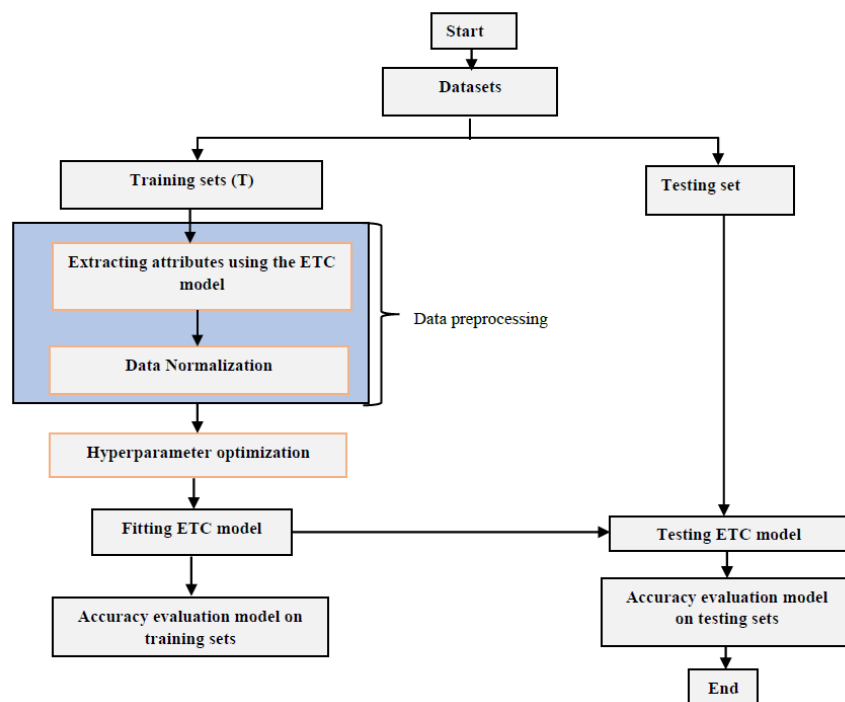 Start
Datasets
Training sets (T)
Testing set
Extracting attributes using the ETC
model
Data preprocessing
Data Normalization
Hyperparameter optimization
Fitting ETC model
Testing ETC model
Accuracy evaluation model on
training sets
Accuracy evaluation model
on testing sets
End